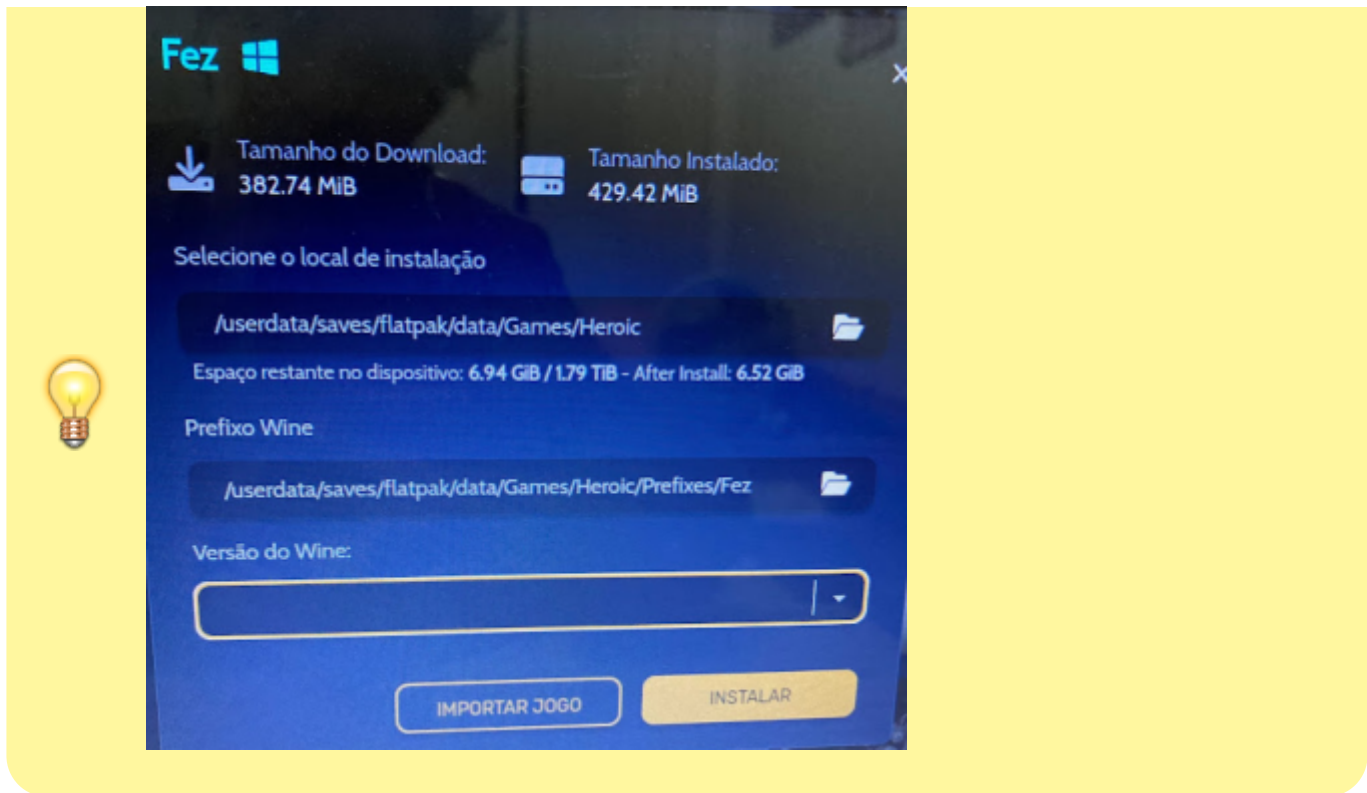 Fez
X
Tamanho do Download:
382.74 MiB
Tamanho Instalado:
429.42 MiB
Selecione o local de instalação
/userdata/saves/flatpak/data/Games/Heroic
Espaço restante no dispositivo: 6.94 GiB / 1.79 TiB - After Install: 6.52 GiB
Prefixo Wine
/userdata/saves/flatpak/data/Games/Heroic/Prefixes/Fez
Versão do Wine:
IMPORTAR JOGO
INSTALAR